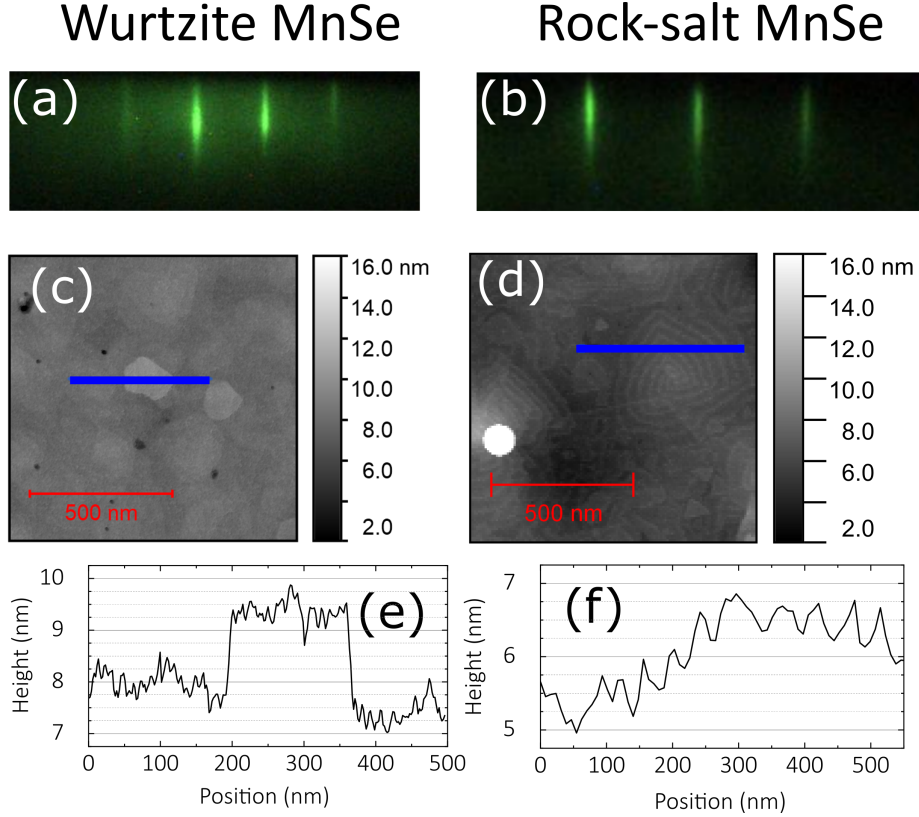 Wurtzite MnSe
Rock-salt MnSe
(a)
(b)
(c)
16.0 nm
14.0
12.0
10.0
8.0
6.0
2.0
500 nm
(d)
16.0 nm
14.0
12.0
10.0
8.0
6.0
2.0
500 nm
(e)
10
9
8
7
Height (nm)
0 100 200 300 400 500
Position (nm)
(f)
7
6
5
Height (nm)
0 100 200 300 400 500
Position (nm)